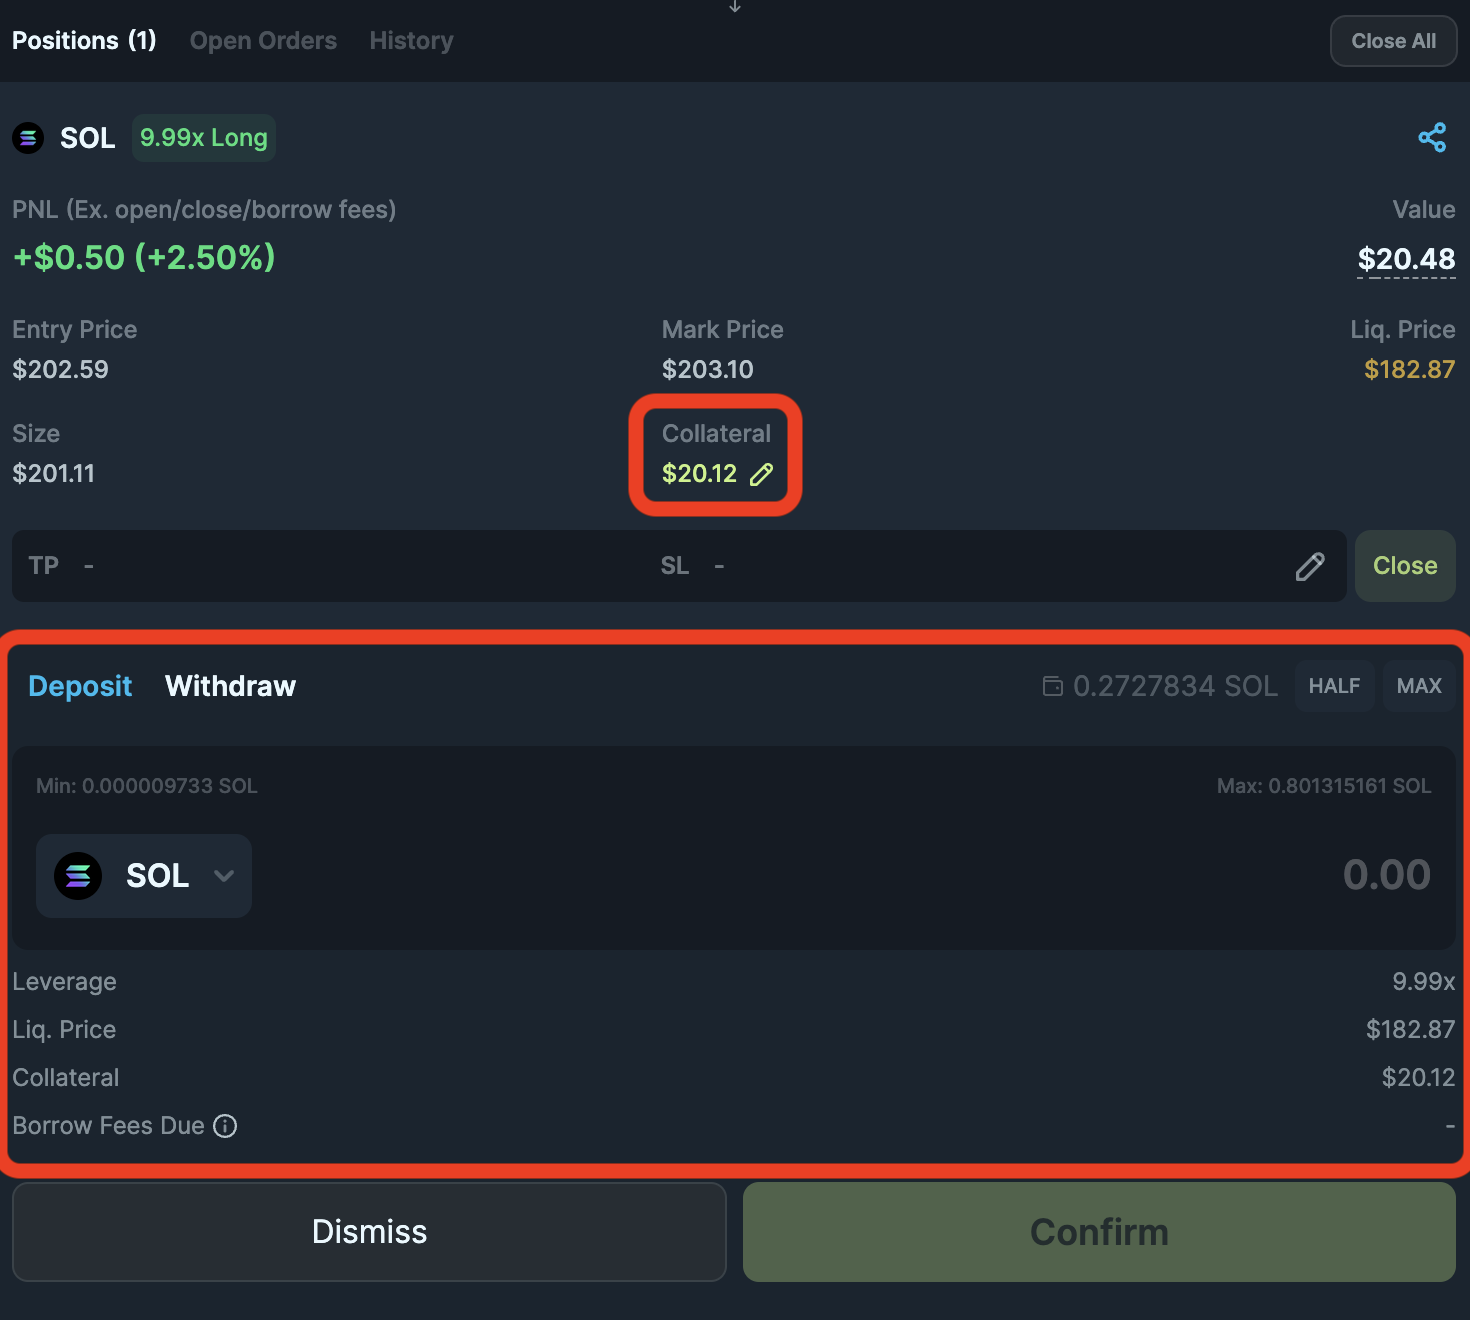 Positions (1) Open Orders History Close All
SOL 9.99x Long
PNL (Ex. open/close/borrow fees) Value
+$0.50 (+2.50%) $20.48
Entry Price Mark Price Liq. Price
$202.59 $203.10 $182.87
Size Collateral
$201.11 $20.12
TP - SL - Close
Deposit Withdraw 0.2727834 SOL HALF MAX
Min: 0.000009733 SOL Max: 0.801315161 SOL
SOL 0.00
Leverage 9.99x
Liq. Price $182.87
Collateral $20.12
Borrow Fees Due -
Dismiss Confirm